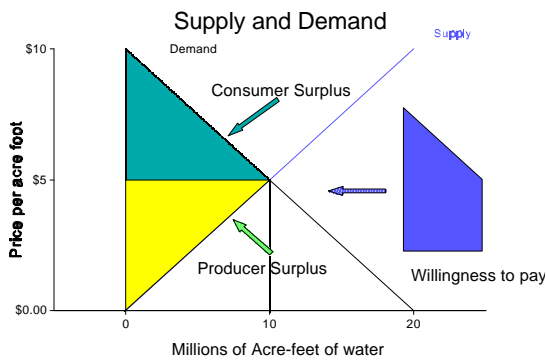 Supply and Demand
$10
Demand
Supply
Consumer Surplus
Price per acre foot
$5
Producer Surplus
Willingness to pay
$0.00
0
10
20
Millions of Acre-feet of water